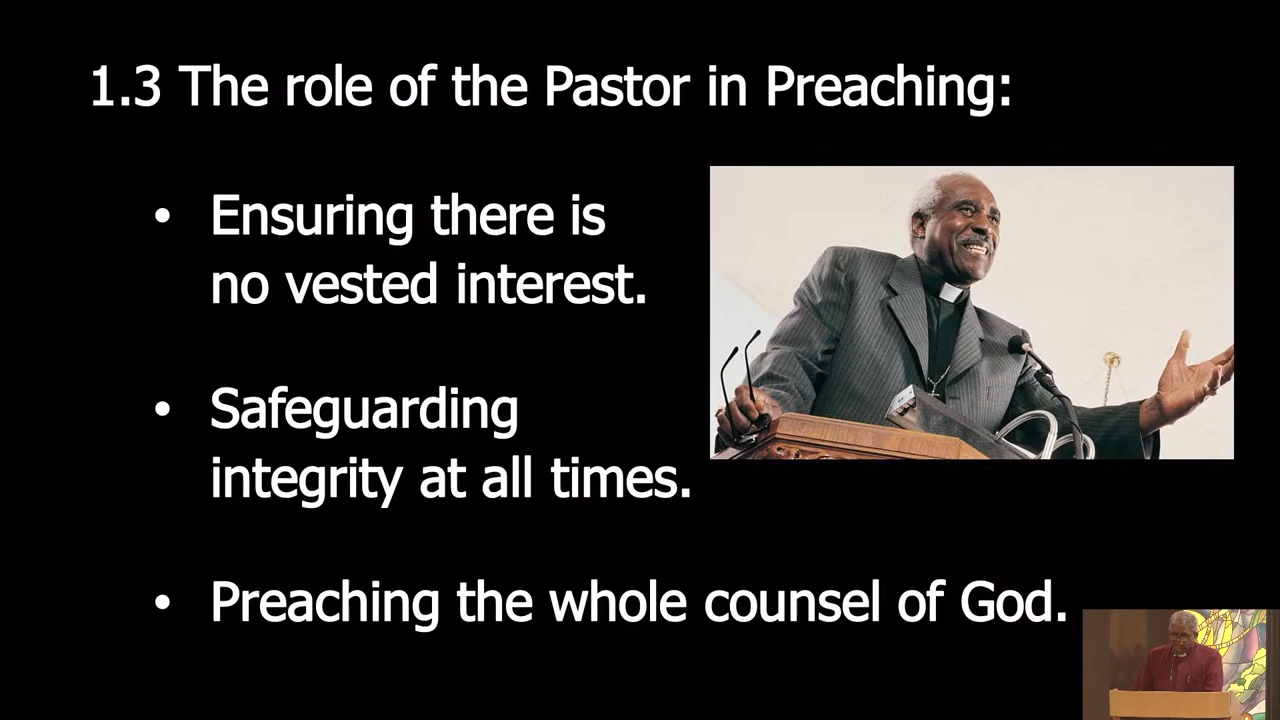 1.3 The role of the Pastor in Preaching:
• Ensuring there is
no vested interest.
• Safeguarding
integrity at all times.
• Preaching the whole counsel of God.